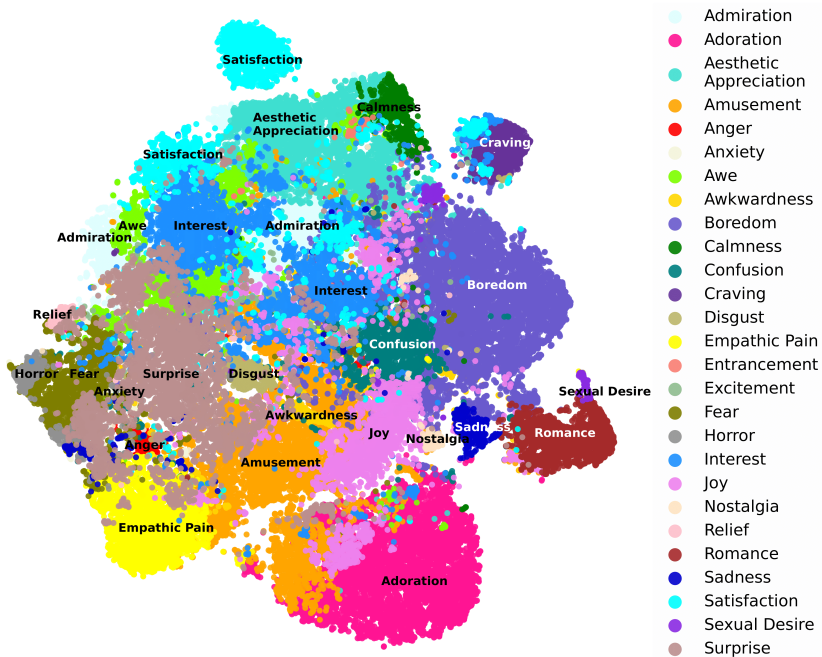 Satisfaction
Calmness
Aesthetic
Appreciation
Craving
Satisfaction
Awe
Interest
Admiration
Admiration
Boredom
Interest
Relief
Confusion
Horror
Fear
Surprise
Disgust
Anxiety
Sexual Desire
Awkwardness
Sadness
Joy
Nostalgia
Romance
Anger
Amusement
Empathic Pain
Adoration
Admiration
Adoration
Aesthetic
Appreciation
Amusement
Anger
Anxiety
Awe
Awkwardness
Boredom
Calmness
Confusion
Craving
Disgust
Empathic Pain
Entrancement
Excitement
Fear
Horror
Interest
Joy
Nostalgia
Relief
Romance
Sadness
Satisfaction
Sexual Desire
Surprise